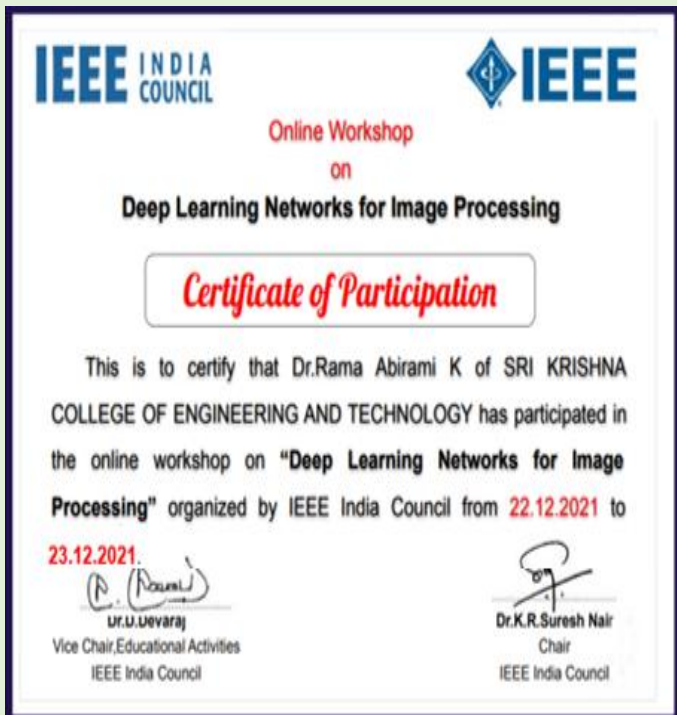 IEEE INDIA COUNCIL
IEEE
Online Workshop
on
Deep Learning Networks for Image Processing
Certificate of Participation
This is to certify that Dr.Rama Abirami K of SRI KRISHNA
COLLEGE OF ENGINEERING AND TECHNOLOGY has participated in
the online workshop on “Deep Learning Networks for Image
Processing” organized by IEEE India Council from 22.12.2021 to
23.12.2021.
Dr.D.Devaraj
Vice Chair,Educational Activities
IEEE India Council
Dr.K.R.Suresh Nair
Chair
IEEE India Council